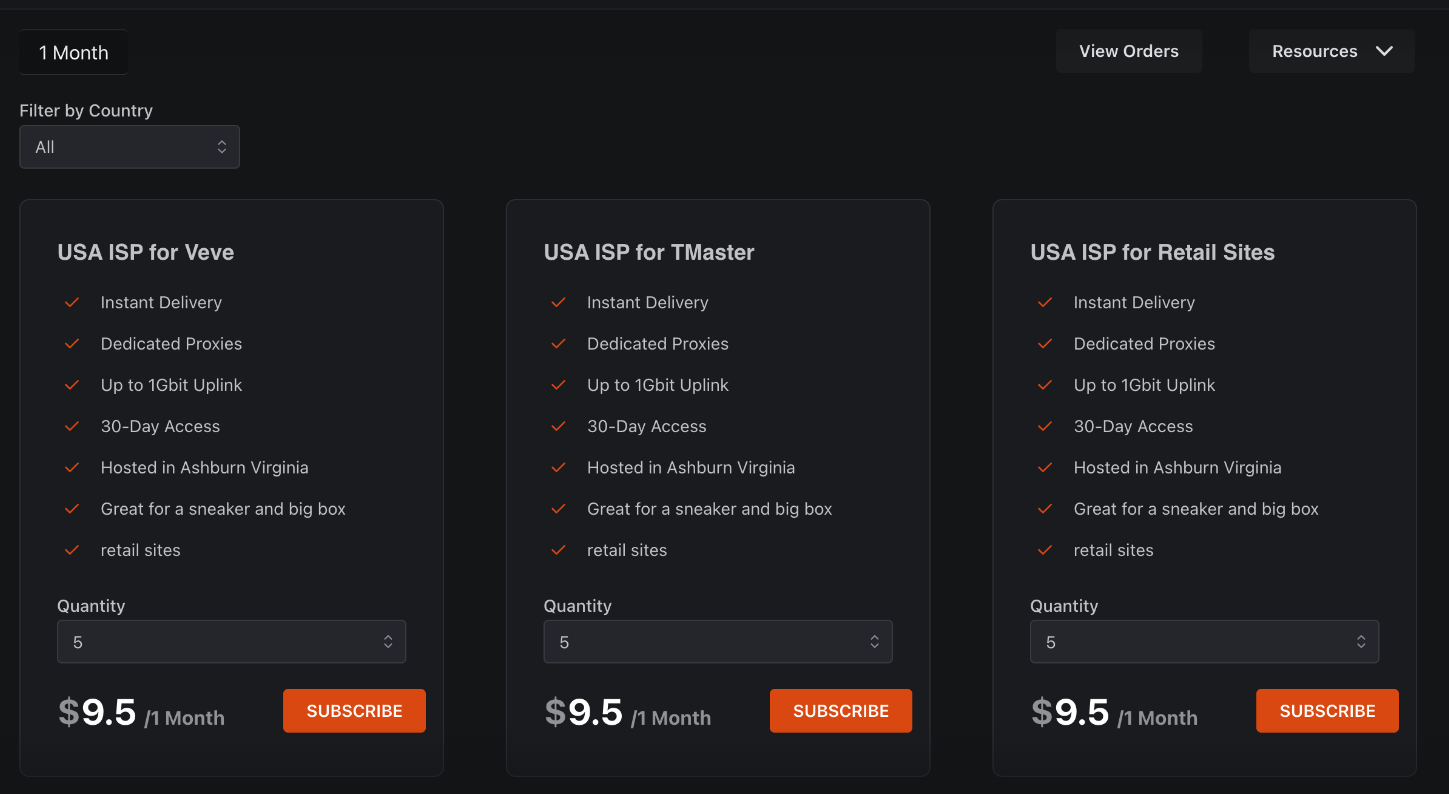 1 Month
View Orders
Resources
Filter by Country
All
USA ISP for Veve
Instant Delivery
Dedicated Proxies
Up to 1Gbit Uplink
30-Day Access
Hosted in Ashburn Virginia
Great for a sneaker and big box
retail sites
Quantity
5
$9.5 /1 Month
SUBSCRIBE
USA ISP for TMaster
Instant Delivery
Dedicated Proxies
Up to 1Gbit Uplink
30-Day Access
Hosted in Ashburn Virginia
Great for a sneaker and big box
retail sites
Quantity
5
$9.5 /1 Month
SUBSCRIBE
USA ISP for Retail Sites
Instant Delivery
Dedicated Proxies
Up to 1Gbit Uplink
30-Day Access
Hosted in Ashburn Virginia
Great for a sneaker and big box
retail sites
Quantity
5
$9.5 /1 Month
SUBSCRIBE